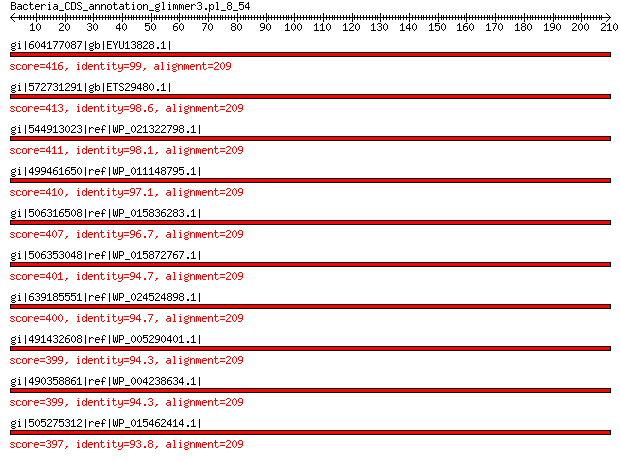 Bacteria_CDS_annotation_glimmer3.pl_8_54
10 20 30 40 50 60 70 80 90 100 110 120 130 140 150 160 170 180 190 200 210
gi|604177087|gb|EYU13828.1|
score=416, identity=99, alignment=209
gi|572731291|gb|ETS29480.1|
score=413, identity=98.6, alignment=209
gi|544913023|ref|WP_021322798.1|
score=411, identity=98.1, alignment=209
gi|499461650|ref|WP_011148795.1|
score=410, identity=97.1, alignment=209
gi|506316508|ref|WP_015836283.1|
score=407, identity=96.7, alignment=209
gi|506353048|ref|WP_015872767.1|
score=401, identity=94.7, alignment=209
gi|639185551|ref|WP_024524898.1|
score=400, identity=94.7, alignment=209
gi|491432608|ref|WP_005290401.1|
score=399, identity=94.3, alignment=209
gi|490358861|ref|WP_004238634.1|
score=399, identity=94.3, alignment=209
gi|505275312|ref|WP_015462414.1|
score=397, identity=93.8, alignment=209